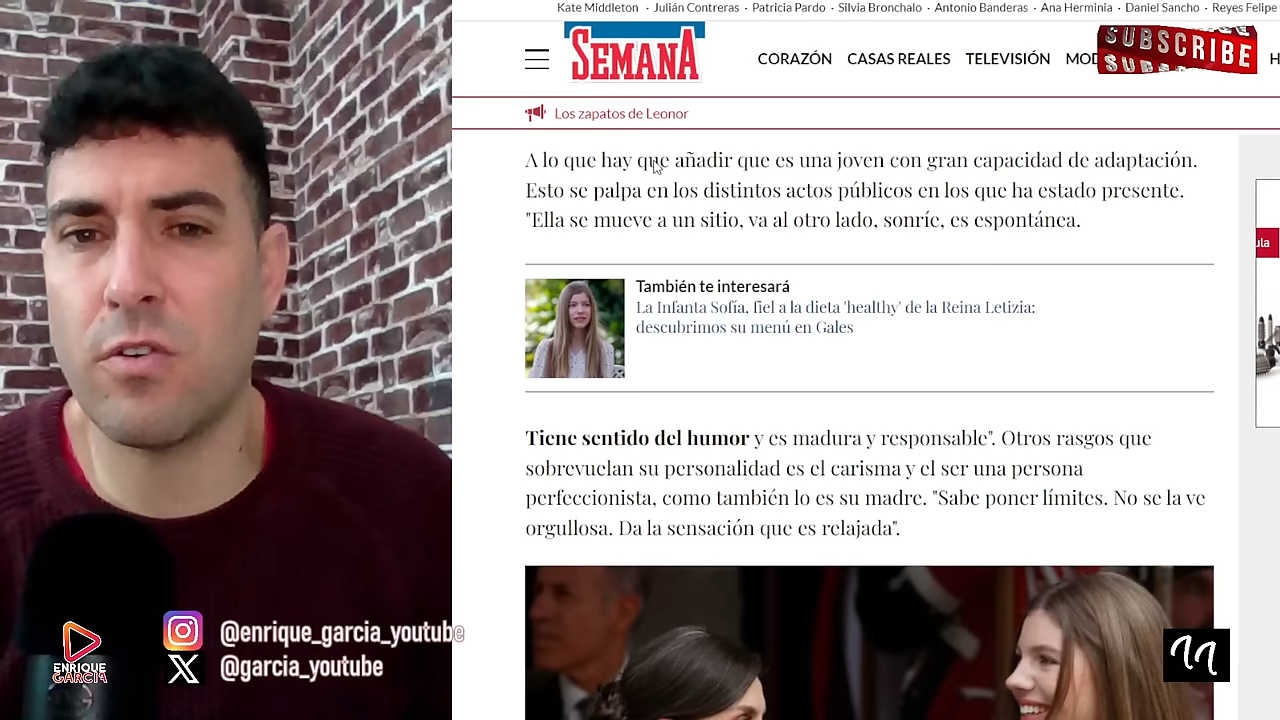 Kate Middleton · Julián Contreras · Patricia Pardo · Silvia Bronchalo · Antonio Banderas · Ana Herminia · Daniel Sancho · Reyes Felipe
SEMANA
CORAZÓN CASAS REALES TELEVISIÓN MOD
SUBSCRIBE
Los zapatos de Leonor
A lo que hay que añadir que es una joven con gran capacidad de adaptación.
Esto se palpa en los distintos actos públicos en los que ha estado presente.
"Ella se mueve a un sitio, va al otro lado, sonríe, es espontánea.
También te interesará
La Infanta Sofía, fiel a la dieta 'healthy' de la Reina Letizia:
descubrimos su menú en Gales
Tiene sentido del humor y es madura y responsable". Otros rasgos que
sobrevuelan su personalidad es el carisma y el ser una persona
perfeccionista, como también lo es su madre. "Sabe poner límites. No se la ve
orgullosa. Da la sensación que es relajada".
@enrique_garcia_youtube
@garcia_youtube
ENRIQUE
GARCIA